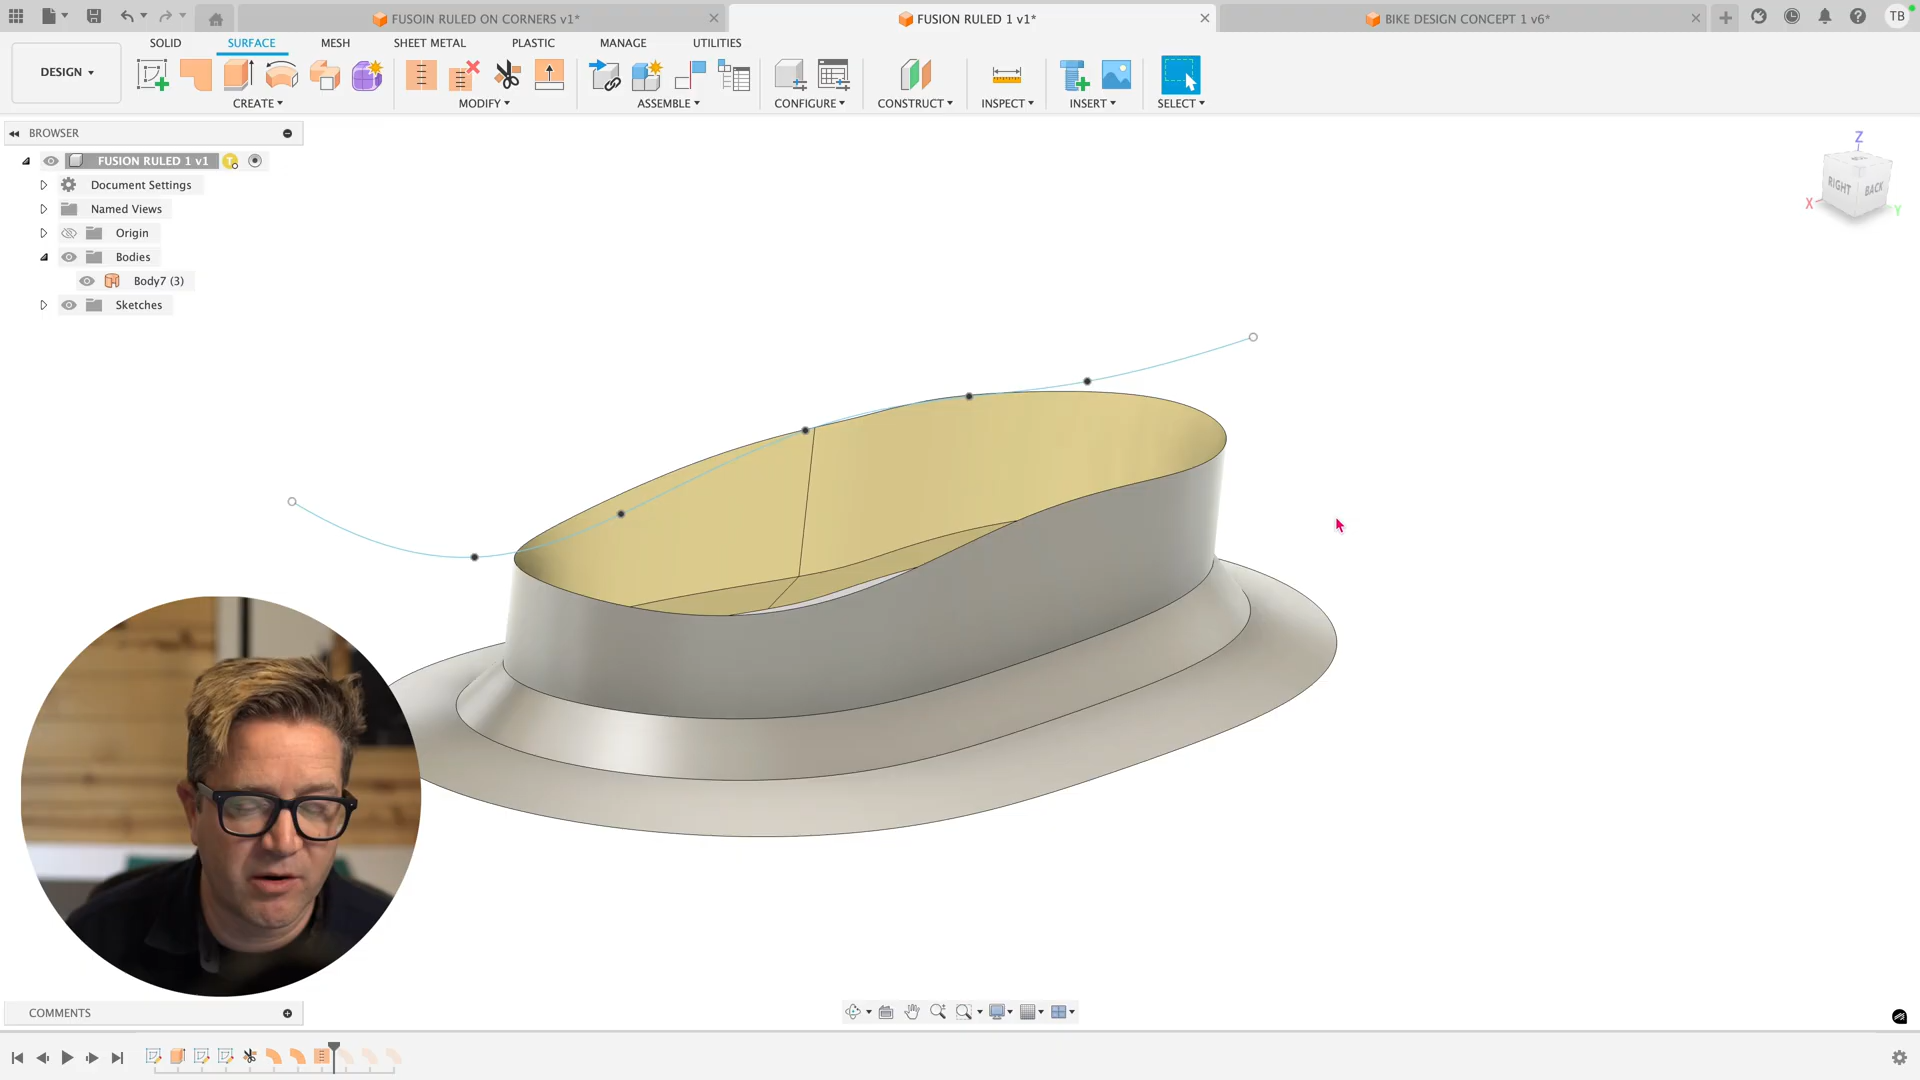 FUSOIN RULED ON CORNERS v1*
FUSION RULED 1 v1*
BIKE DESIGN CONCEPT 1 v6*
TB
SOLID
SURFACE
MESH
SHEET METAL
PLASTIC
MANAGE
UTILITIES
DESIGN
CREATE
MODIFY
ASSEMBLE
CONFIGURE
CONSTRUCT
INSPECT
INSERT
SELECT
BROWSER
FUSION RULED 1 v1
Document Settings
Named Views
Origin
Bodies
Body7 (3)
Sketches
Z
RIGHT
BACK
X
Y
COMMENTS